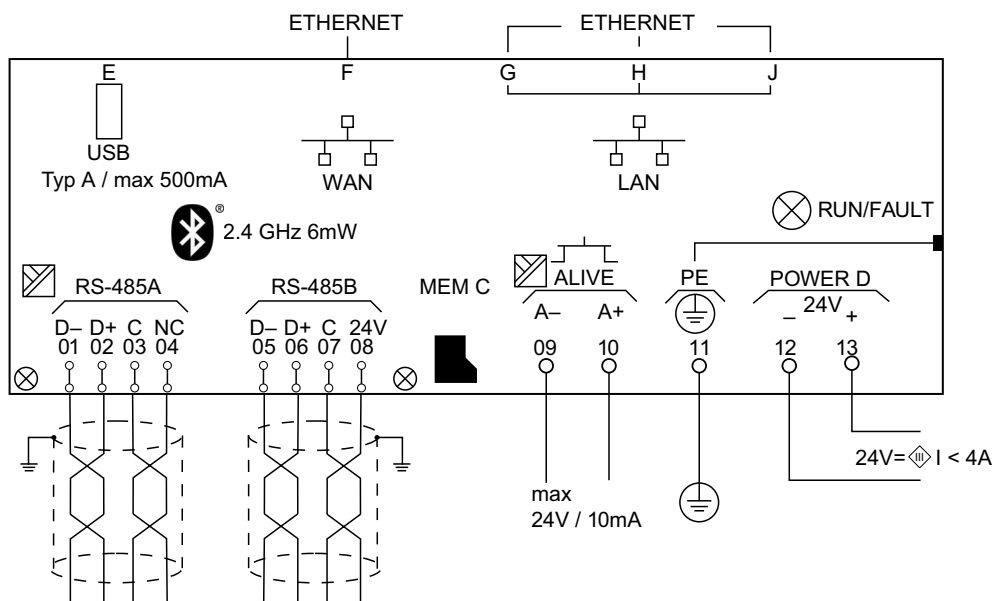 ETHERNET ETHERNET
E F G H J
USB
Typ A / max 500mA
WAN LAN
® 2.4 GHz 6mW
RUN/FAULT
RS-485A RS-485B MEM C ALIVE PE POWER D
24V
D– D+ C NC D– D+ C 24V A– A+ – +
01 02 03 04 05 06 07 08 09 10 11 12 13
24V= III I < 4A
max
24V / 10mA